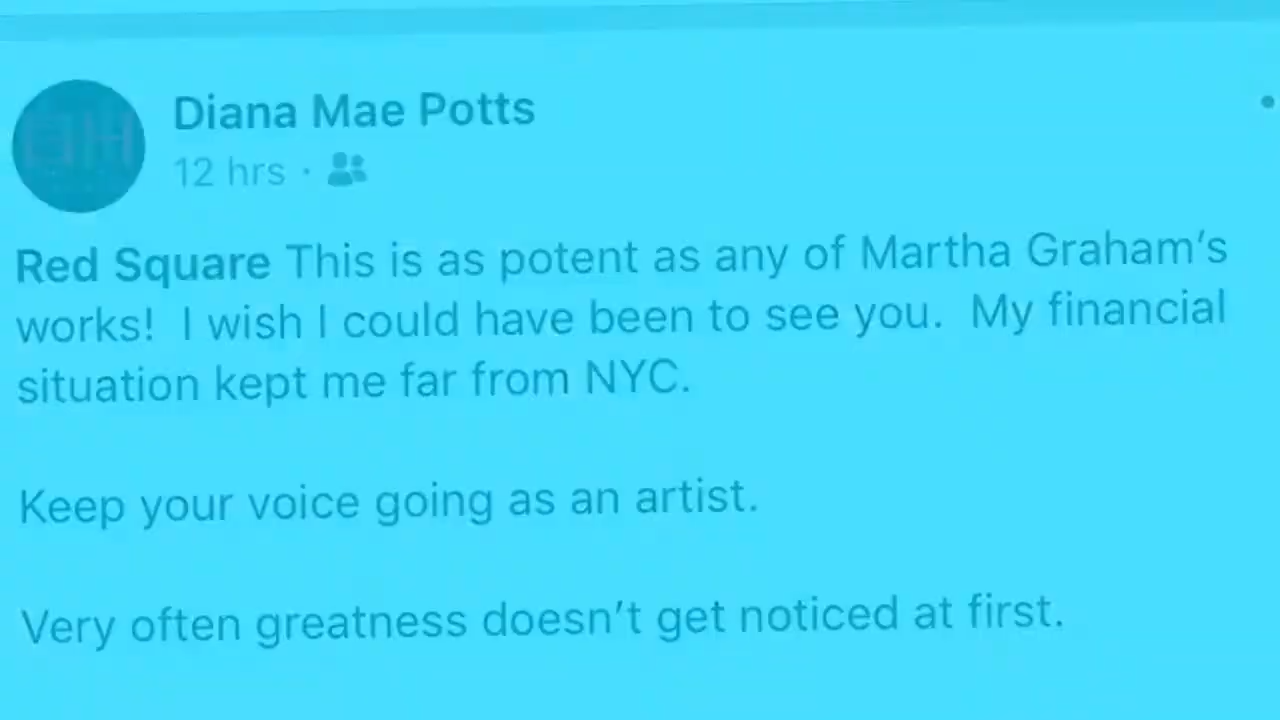 Diana Mae Potts
12 hrs ·
Red Square This is as potent as any of Martha Graham's
works! I wish I could have been to see you. My financial
situation kept me far from NYC.
Keep your voice going as an artist.
Very often greatness doesn't get noticed at first.